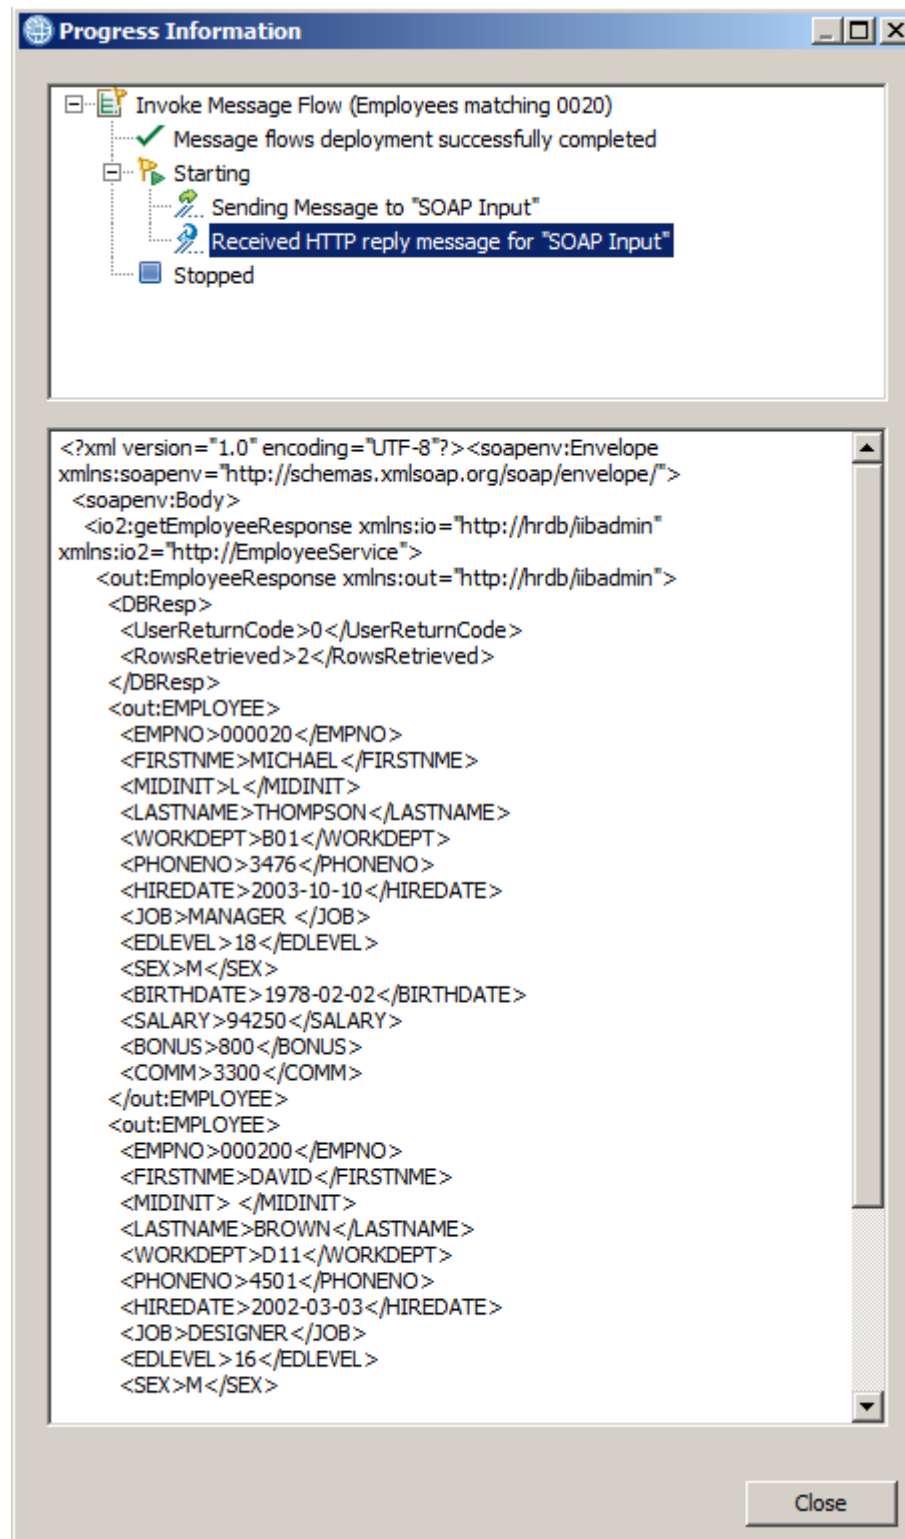 Progress Information
Invoke Message Flow (Employees matching 0020)
Message flows deployment successfully completed
Starting
Sending Message to "SOAP Input"
Received HTTP reply message for "SOAP Input"
Stopped
<?xml version="1.0" encoding="UTF-8"?><soapenv:Envelope
xmlns:soapenv="http://schemas.xmlsoap.org/soap/envelope/">
<soapenv:Body>
<io2:getEmployeeResponse xmlns:io="http://hrdb/iibadmin"
xmlns:io2="http://EmployeeService">
<out:EmployeeResponse xmlns:out="http://hrdb/iibadmin">
<DBResp>
<UserReturnCode>0</UserReturnCode>
<RowsRetrieved>2</RowsRetrieved>
</DBResp>
<out:EMPLOYEE>
<EMPNO>000020</EMPNO>
<FIRSTNME>MICHAEL</FIRSTNME>
<MIDINIT>L</MIDINIT>
<LASTNAME>THOMPSON</LASTNAME>
<WORKDEPT>B01</WORKDEPT>
<PHONENO>3476</PHONENO>
<HIREDATE>2003-10-10</HIREDATE>
<JOB>MANAGER </JOB>
<EDLEVEL>18</EDLEVEL>
<SEX>M</SEX>
<BIRTHDATE>1978-02-02</BIRTHDATE>
<SALARY>94250</SALARY>
<BONUS>800</BONUS>
<COMM>3300</COMM>
</out:EMPLOYEE>
<out:EMPLOYEE>
<EMPNO>000200</EMPNO>
<FIRSTNME>DAVID</FIRSTNME>
<MIDINIT> </MIDINIT>
<LASTNAME>BROWN</LASTNAME>
<WORKDEPT>D11</WORKDEPT>
<PHONENO>4501</PHONENO>
<HIREDATE>2002-03-03</HIREDATE>
<JOB>DESIGNER</JOB>
<EDLEVEL>16</EDLEVEL>
<SEX>M</SEX>
Close